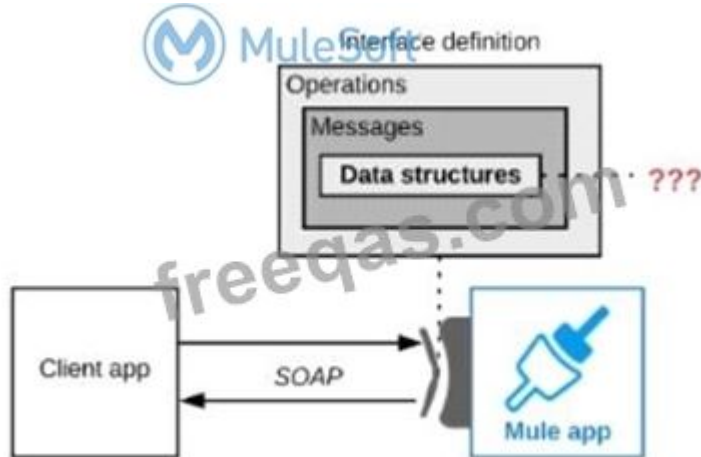 MuleSoft
Interface definition
Operations
Messages
Data structures
???
freeqas.com
Client app
SOAP
Mule app